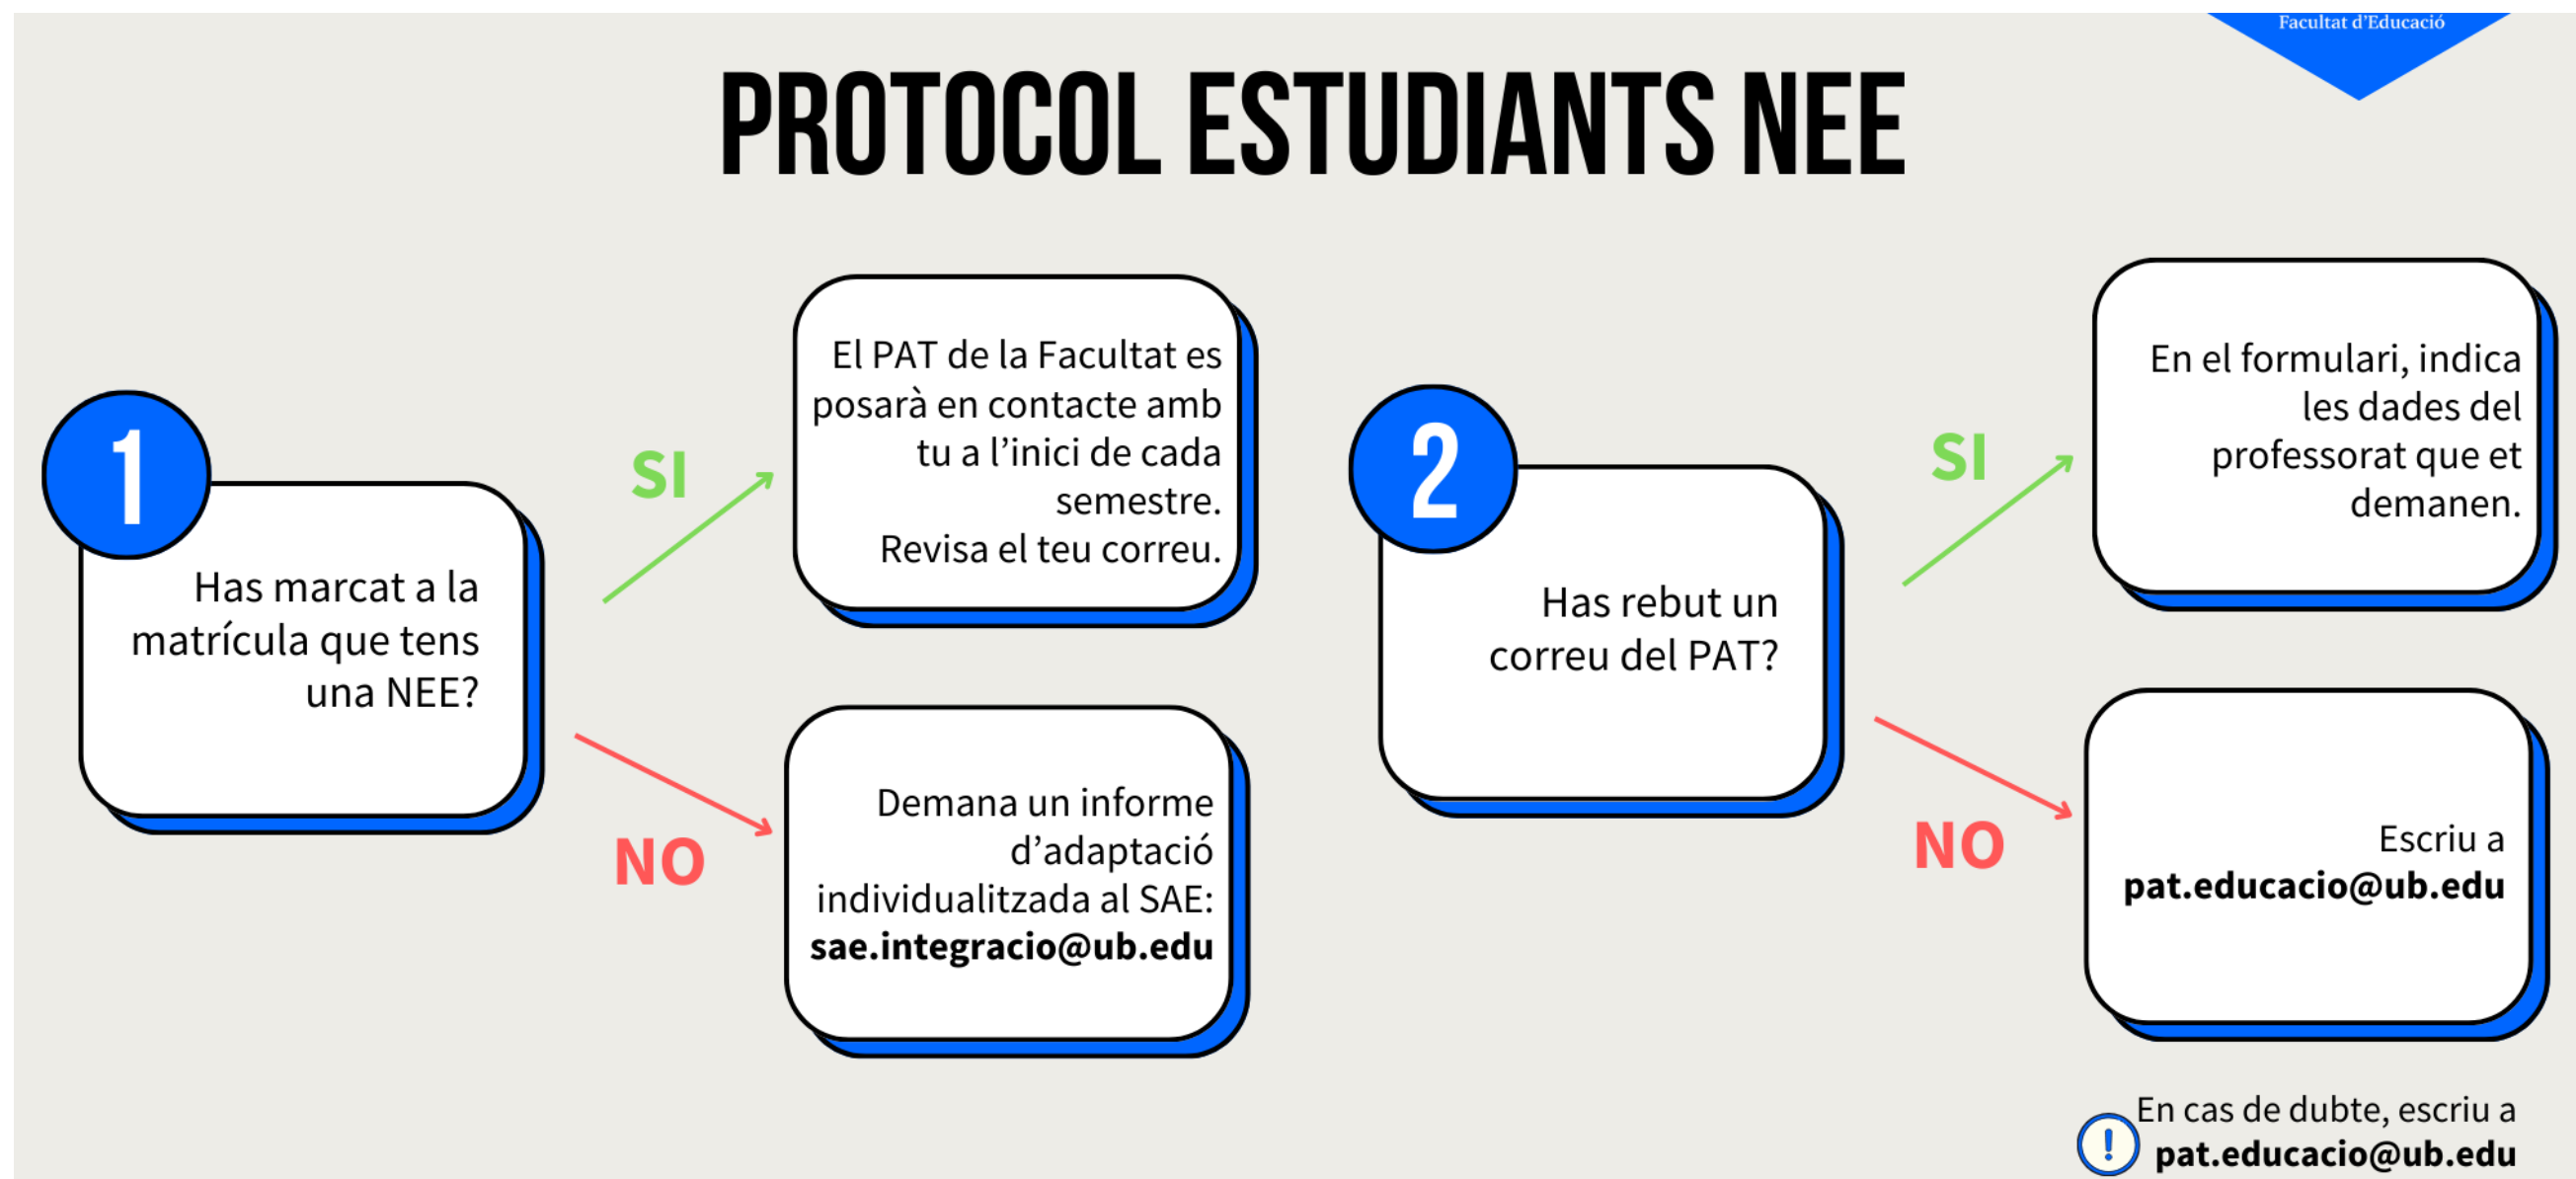 Facultat d'Educació
PROTOCOL ESTUDIANTS NEE
1
Has marcat a la
matrícula que tens
una NEE?
SI
El PAT de la Facultat es
posarà en contacte amb
tu a l'inici de cada
semestre.
Revisa el teu correu.
NO
Demana un informe
d'adaptació
individualitzada al SAE:
sae.integracio@ub.edu
2
Has rebut un
correu del PAT?
SI
En el formulari, indica
les dades del
professorat que et
demanen.
NO
Escriu a
pat.educacio@ub.edu
En cas de dubte, escriu a
! pat.educacio@ub.edu